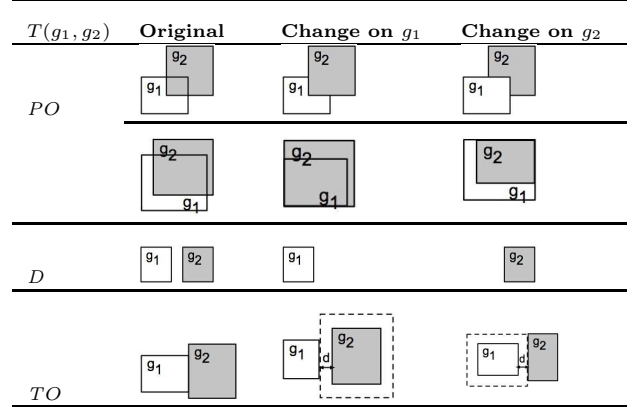 T(g1, g2) Original Change on g1 Change on g2
g2 g2 g2
g1 g1 g1
PO
g2 g2 g2
g1 g1 g1
g1 g2 g1 g2
D
g2 g1 g2 g1 g2
g1 d d
TO